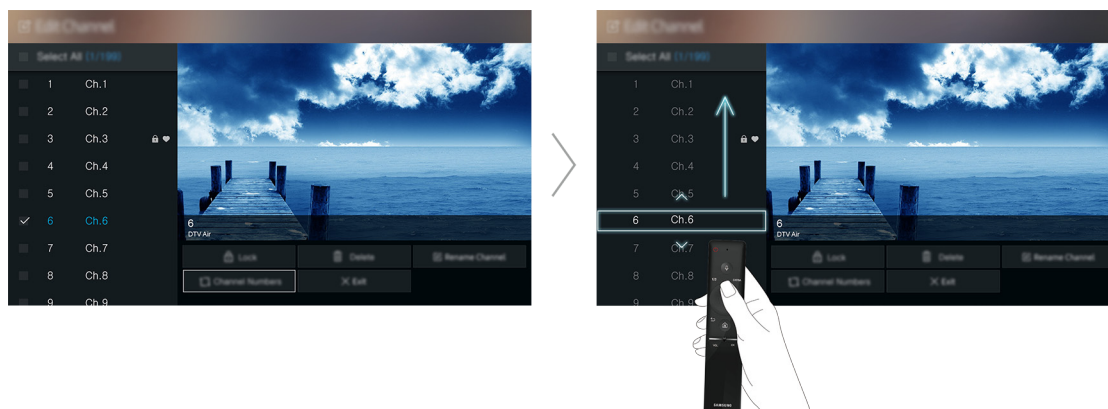 Edit Channel
Select All (1/199)
1 Ch.1
2 Ch.2
3 Ch.3
4 Ch.4
5 Ch.5
6 Ch.6
7 Ch.7
8 Ch.8
9 Ch.9
6
DTV Air
Lock
Delete
Rename Channel
Channel Numbers
Exit
Edit Channel
Select All (1/199)
1 Ch.1
2 Ch.2
3 Ch.3
4 Ch.4
5 Ch.5
6 Ch.6
7 Ch.7
8 Ch.8
9 Ch.9
6
DTV Air
Lock
Delete
Rename Channel
Channel Numbers
Exit
SAMSUNG